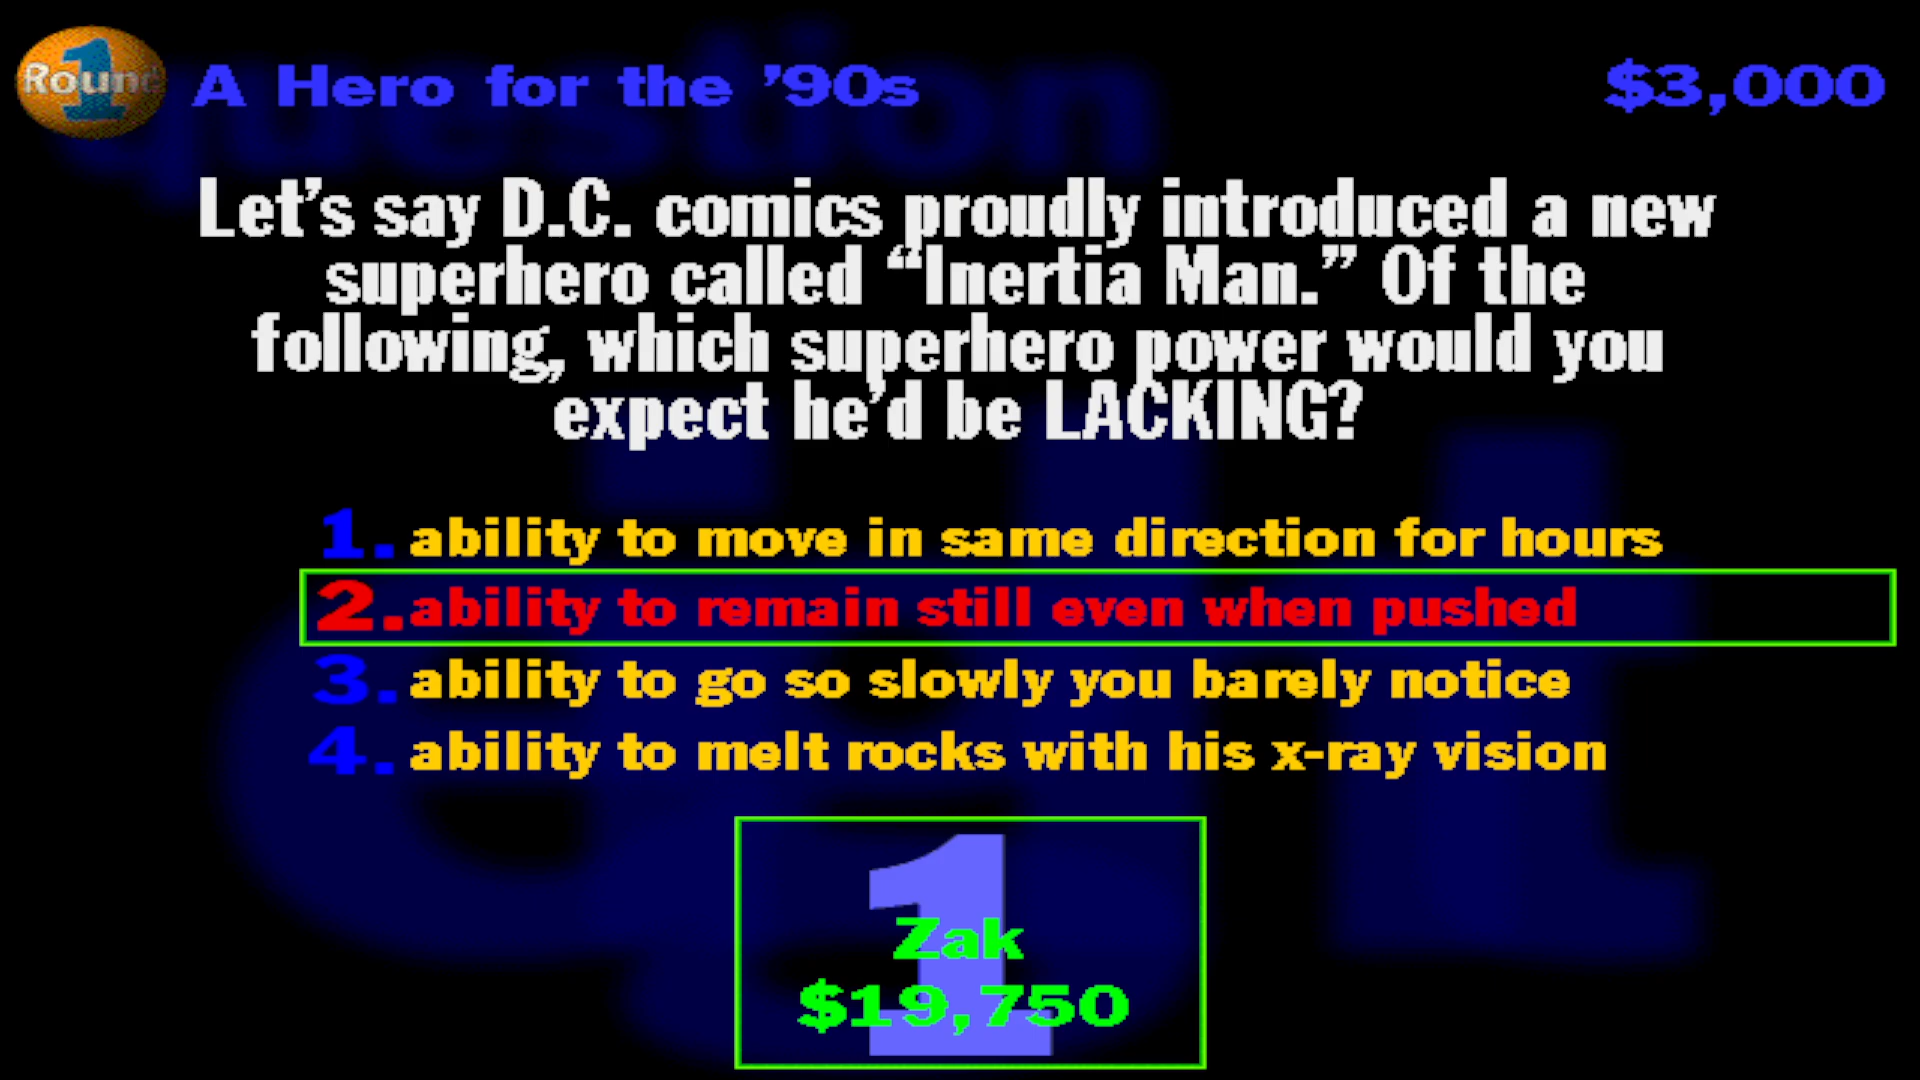 Round 1
A Hero for the ’90s
$3,000
question
Let’s say D.C. comics proudly introduced a new
superhero called “Inertia Man.” Of the
following, which superhero power would you
expect he’d be LACKING?
1. ability to move in same direction for hours
2. ability to remain still even when pushed
3. ability to go so slowly you barely notice
4. ability to melt rocks with his x-ray vision
1
Zak
$19,750